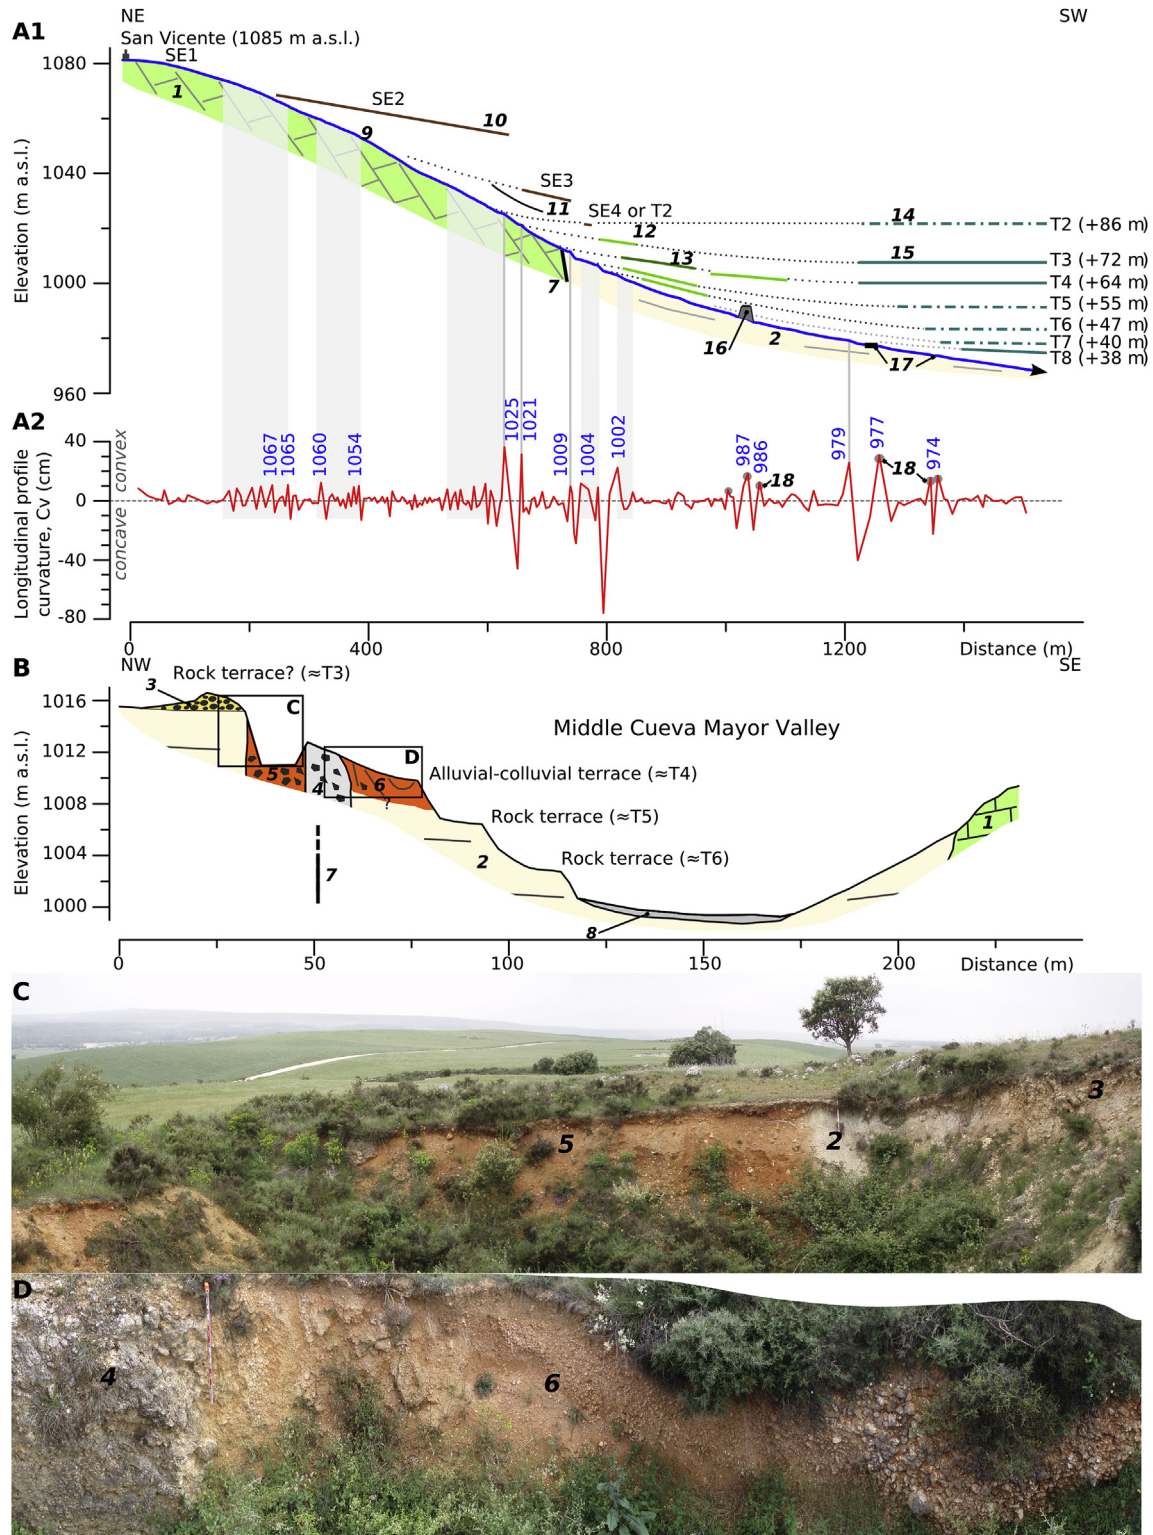 A1
NE
SW
San Vicente (1085 m a.s.l.)
SE1
1080
1
SE2
10
9
Elevation (m a.s.l.)
1040
SE3
11
SE4 or T2
12
14
T2 (+86 m)
13
15
T3 (+72 m)
1000
7
T4 (+64 m)
T5 (+55 m)
T6 (+47 m)
T7 (+40 m)
T8 (+38 m)
16
2
17
960
A2
Longitudinal profile
curvature, Cv (cm)
concave convex
40
0
-40
-80
1067
1065
1060
1054
1025
1021
1009
1004
1002
987
986
18
979
977
18
974
0
400
800
1200
Distance (m)
B
NW
SE
Rock terrace? (≈T3)
3
1016
C
Middle Cueva Mayor Valley
1012
D
5
4
6
?
Alluvial-colluvial terrace (≈T4)
Elevation (m a.s.l.)
1008
Rock terrace (≈T5)
1
1004
2
Rock terrace (≈T6)
7
1000
8
0
50
100
150
200
Distance (m)
C
3
5
2
D
4
6